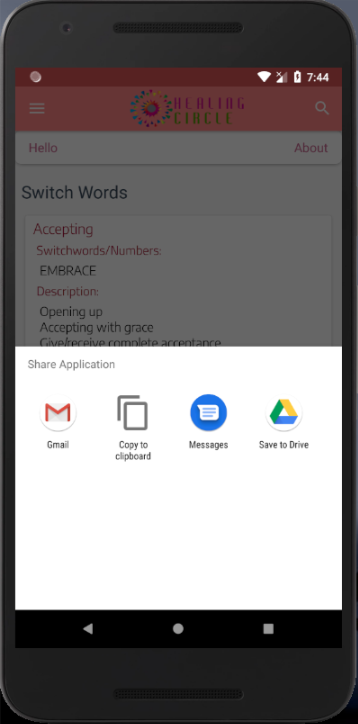 7:44
HEALING
CIRCLE
Hello
About
Switch Words
Accepting
Switchwords/Numbers:
EMBRACE
Description:
Opening up
Accepting with grace
Give/receive complete acceptance
Share Application
Gmail
Copy to
clipboard
Messages
Save to Drive